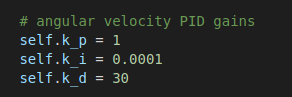 # angular velocity PID gains
self.k_p = 1
self.k_i = 0.0001
self.k_d = 30